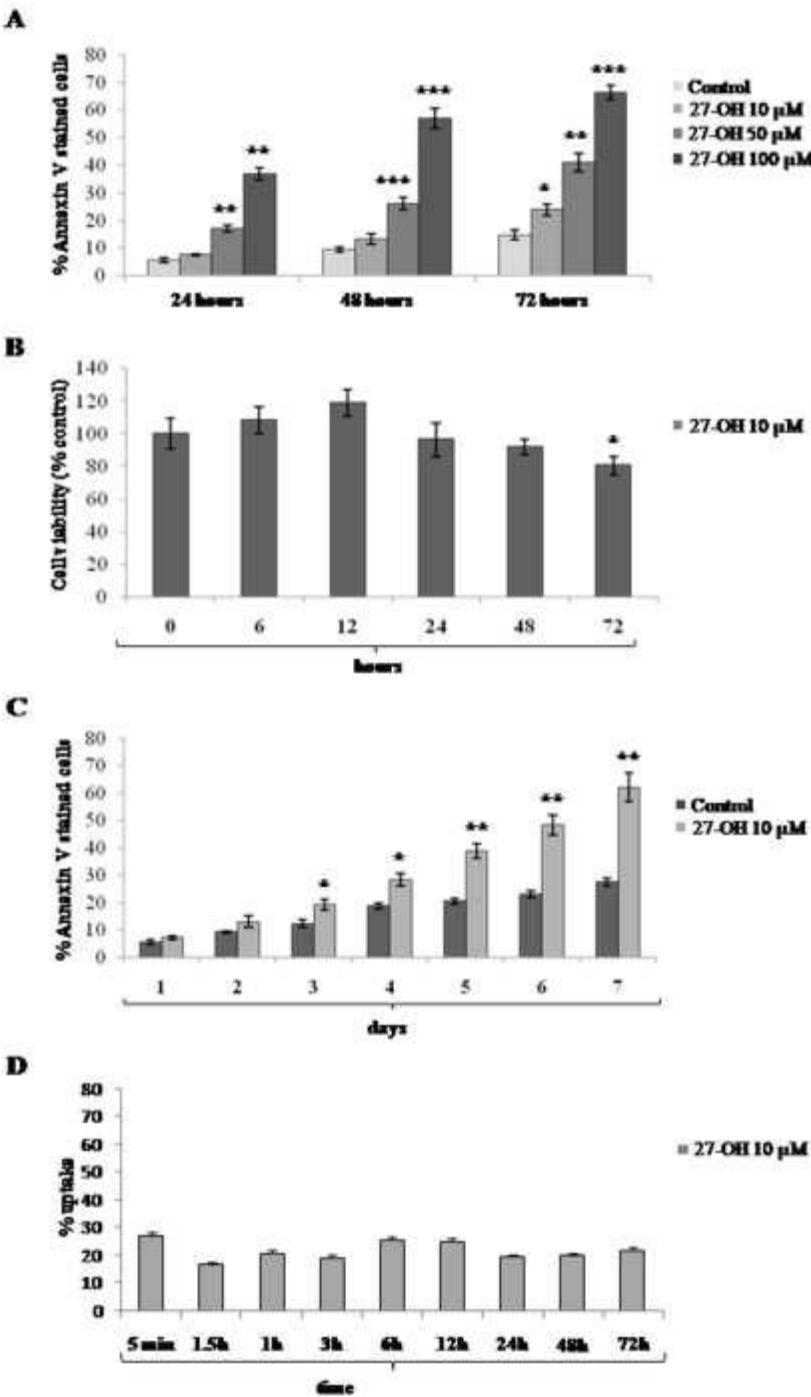 A
% Annexin V stained cells
80
70
60
50
40
30
20
10
0
** **
*** ***
* ** ***
24 hours 48 hours 72 hours
Control
27-OH 10 µM
27-OH 50 µM
27-OH 100 µM
B
Cell viability (% control)
140
120
100
80
60
40
20
0
*
0 6 12 24 48 72
hours
27-OH 10 µM
C
% Annexin V stained cells
80
70
60
50
40
30
20
10
0
* * ** ** **
1 2 3 4 5 6 7
days
Control
27-OH 10 µM
D
% uptake
80
70
60
50
40
30
20
10
0
5 min 1.5h 1h 3h 6h 12h 24h 48h 72h
time
27-OH 10 µM